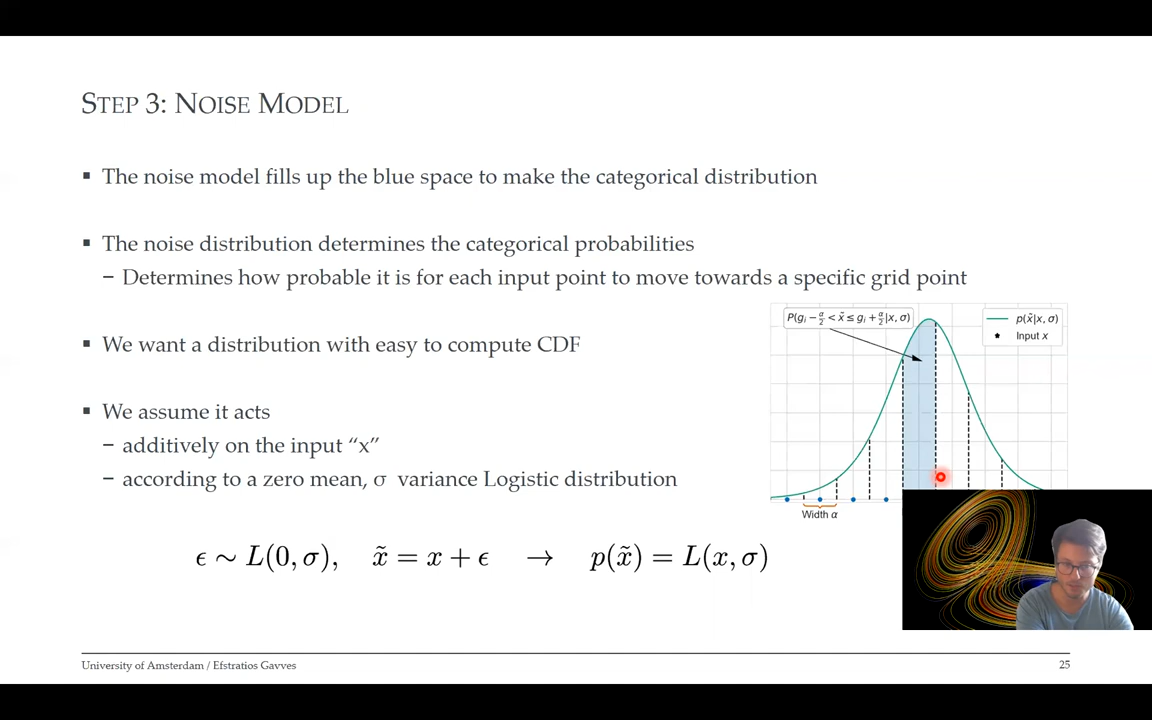 STEP 3: NOISE MODEL
▪ The noise model fills up the blue space to make the categorical distribution
▪ The noise distribution determines the categorical probabilities
− Determines how probable it is for each input point to move towards a specific grid point
P(g_i − σ/2 < x̃ ≤ g_i + σ/2 | x, σ)
p(x̃|x, σ)
Input x
▪ We want a distribution with easy to compute CDF
▪ We assume it acts
− additively on the input “x”
− according to a zero mean, σ variance Logistic distribution
Width α
ϵ ∼ L(0, σ), x̃ = x + ϵ → p(x̃) = L(x, σ)
University of Amsterdam / Efstratios Gavves
25